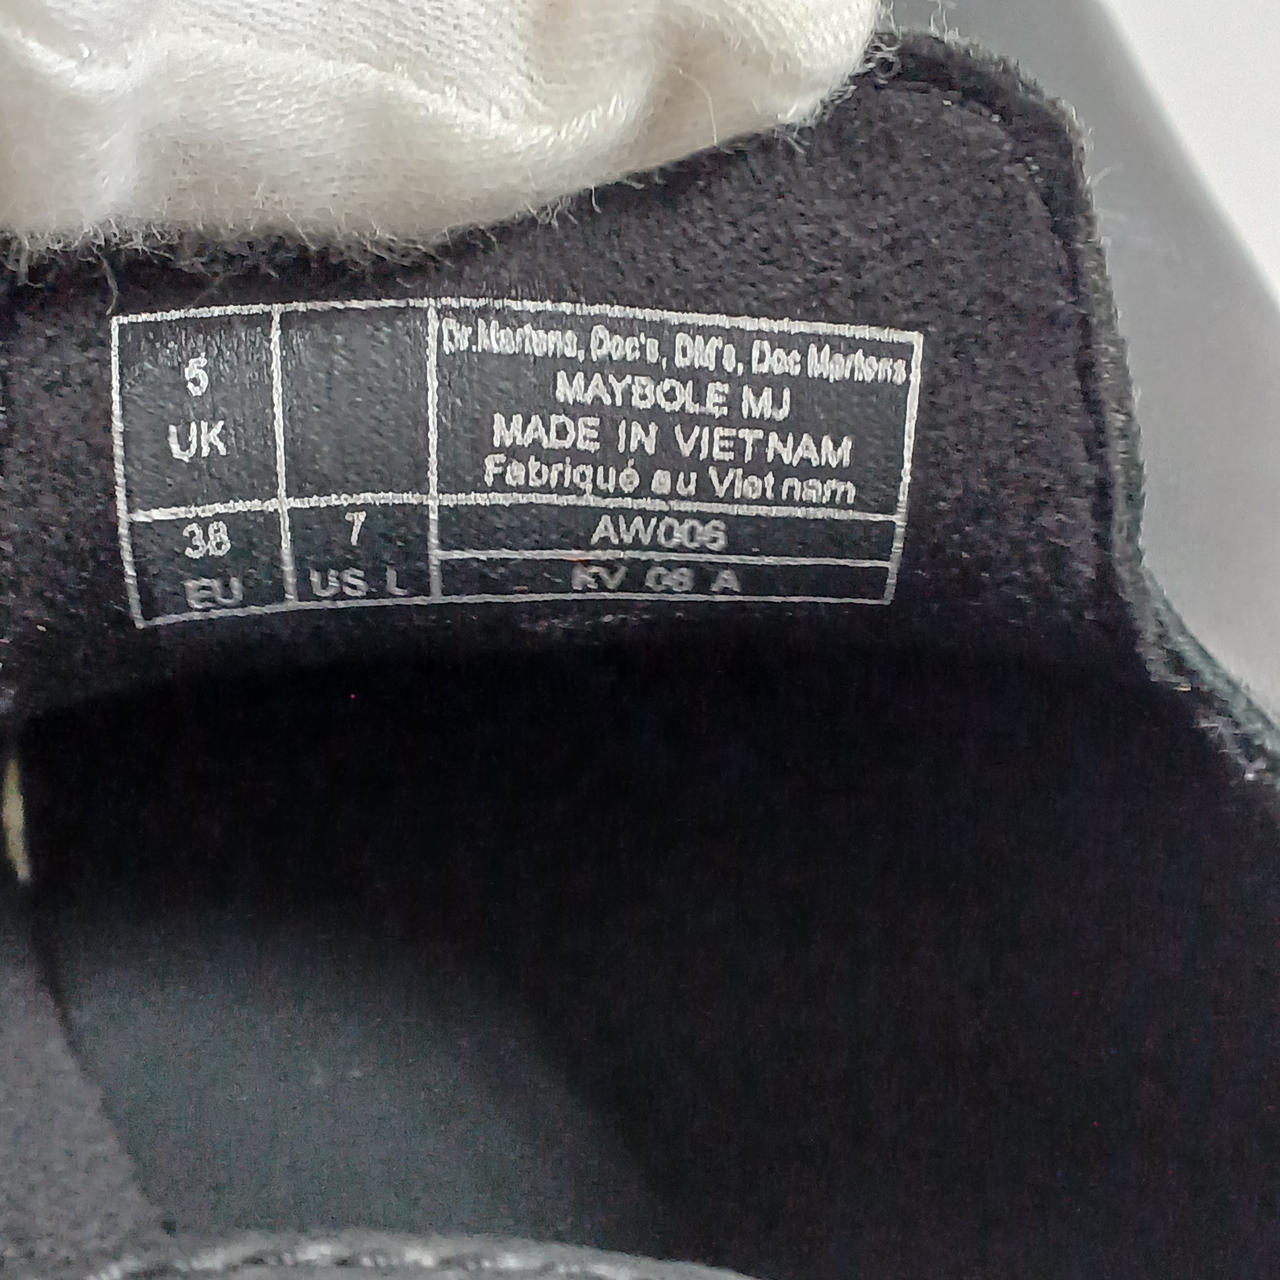 5
UK
Dr.Martens, Doc's, DM's, Doc Martens
MAYBOLE MJ
MADE IN VIETNAM
Fabriqué au Vietnam
38
EU
7
US L
AW006
KV 08 A